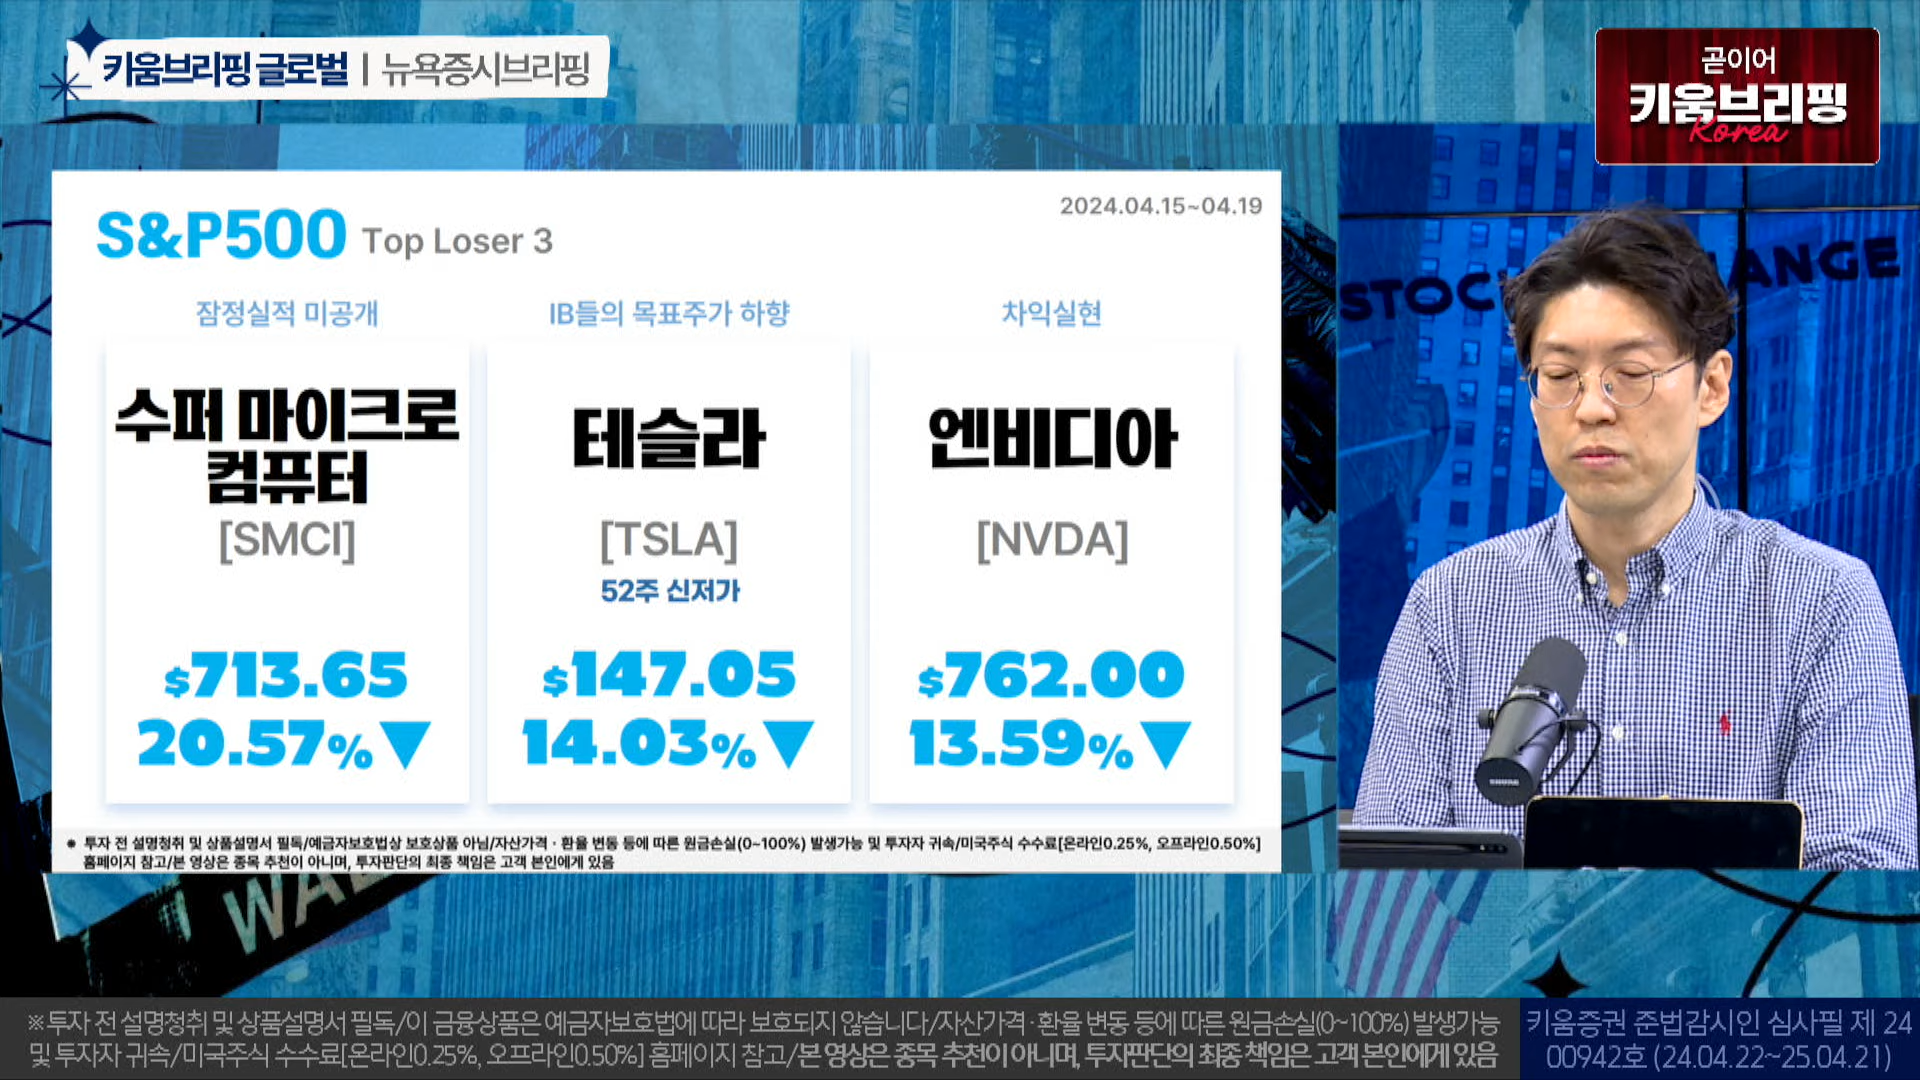 키움브리핑 글로벌 | 뉴욕증시브리핑
곧이어
키움브리핑
Korea
S&P500 Top Loser 3
2024.04.15~04.19
잠정실적 미공개
수퍼 마이크로
컴퓨터
[SMCI]
$713.65
20.57%▼
IB들의 목표주가 하향
테슬라
[TSLA]
52주 신저가
$147.05
14.03%▼
차익실현
엔비디아
[NVDA]
$762.00
13.59%▼
* 투자 전 설명청취 및 상품설명서 필독/예금자보호법상 보호상품 아님/자산가격 · 환율 변동 등에 따른 원금손실(0~100%) 발생가능 및 투자자 귀속/미국주식 수수료[온라인0.25%, 오프라인0.50%]
홈페이지 참고/본 영상은 종목 추천이 아니며, 투자판단의 최종 책임은 고객 본인에게 있음
STOC
ANGE
WAL
SHURE
※투자 전 설명청취 및 상품설명서 필독/이 금융상품은 예금자보호법에 따라 보호되지 않습니다/자산가격·환율 변동 등에 따른 원금손실(0~100%) 발생가능
및 투자자 귀속/미국주식 수수료[온라인0.25%, 오프라인0.50%] 홈페이지 참고/본 영상은 종목 추천이 아니며, 투자판단의 최종 책임은 고객 본인에게 있음
키움증권 준법감시인 심사필 제 24
00942호 (24.04.22~25.04.21)